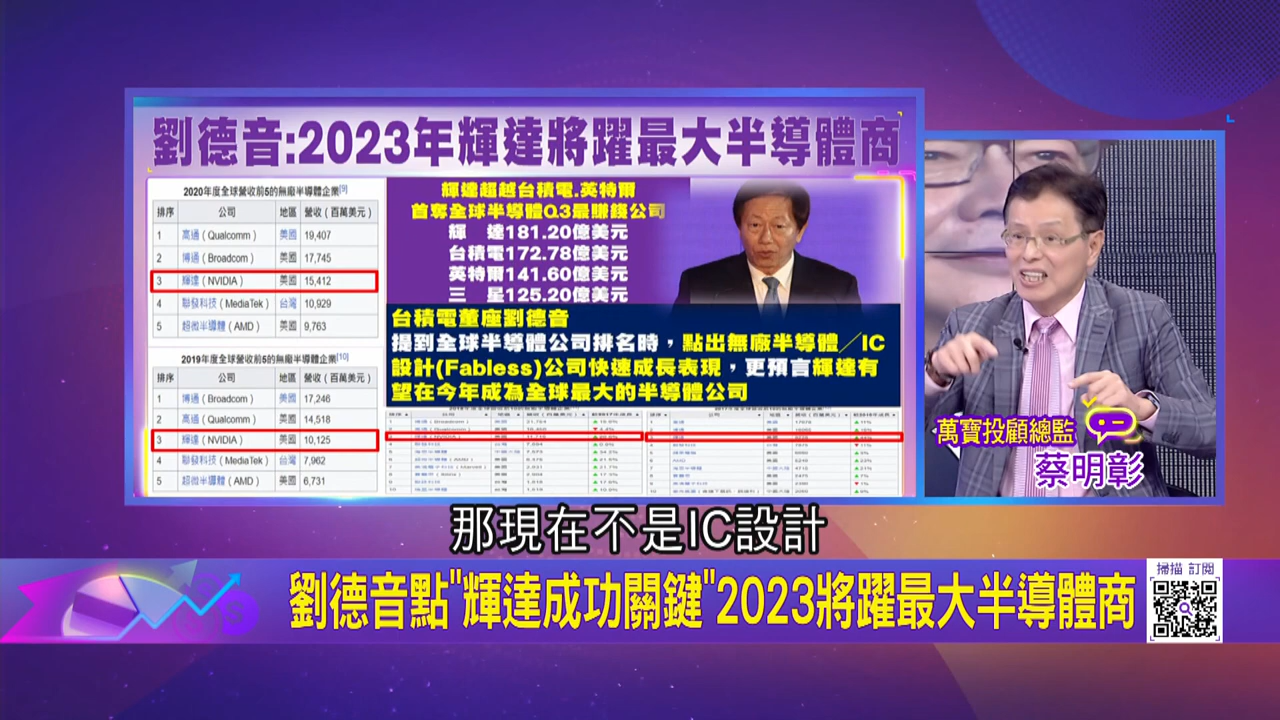 劉德音:2023年輝達將躍最大半導體商
2020年度全球營收前5的無廠半導體企業[9]
排序 公司 地區 營收（百萬美元）
1 高通（Qualcomm） 美國 19,407
2 博通（Broadcom） 美國 17,745
3 輝達（NVIDIA） 美國 15,412
4 聯發科技（MediaTek） 台灣 10,929
5 超微半導體（AMD） 美國 9,763
2019年度全球營收前5的無廠半導體企業[10]
排序 公司 地區 營收（百萬美元）
1 博通（Broadcom） 美國 17,246
2 高通（Qualcomm） 美國 14,518
3 輝達（NVIDIA） 美國 10,125
4 聯發科技（MediaTek） 台灣 7,962
5 超微半導體（AMD） 美國 6,731
輝達超越台積電.英特爾
首奪全球半導體Q3最賺錢公司
輝 達181.20億美元
台積電172.78億美元
英特爾141.60億美元
三 星125.20億美元
台積電董座劉德音
提到全球半導體公司排名時，點出無廠半導體／IC
設計(Fabless)公司快速成長表現，更預言輝達有
望在今年成為全球最大的半導體公司
萬寶投顧總監
蔡明彰
那現在不是IC設計
劉德音點"輝達成功關鍵"2023將躍最大半導體商
掃描 訂閱